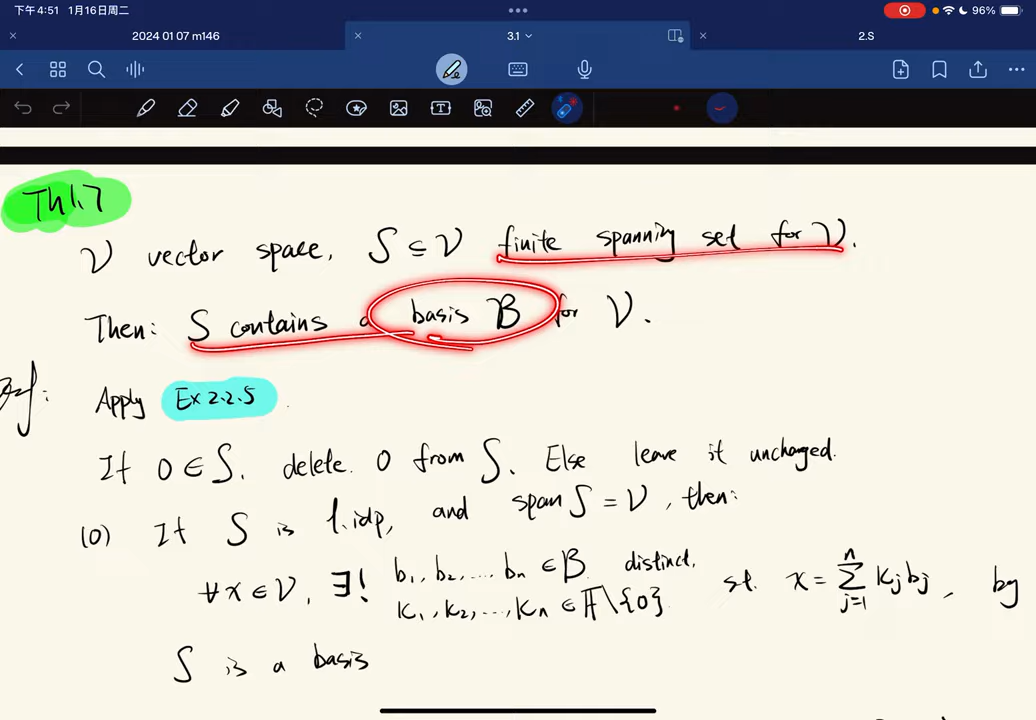 下午4:51 1月16日周二
96%
2024 01 07 m146
3.1
2.S
Th1.7
V vector space, S ⊆ V finite spanning set for V.
Then: S contains a basis B for V.
Pf:
Apply Ex 2.2.5
If 0 ∈ S, delete 0 from S. Else leave it unchanged.
(0) If S is l.idp, and span S = V, then:
∀x ∈ V, ∃! b₁, b₂, ... bₙ ∈ B distinct, k₁, k₂, ..., kₙ ∈ F\{0} st. x = Σⱼ₌₁ⁿ kⱼbⱼ, by
S is a basis